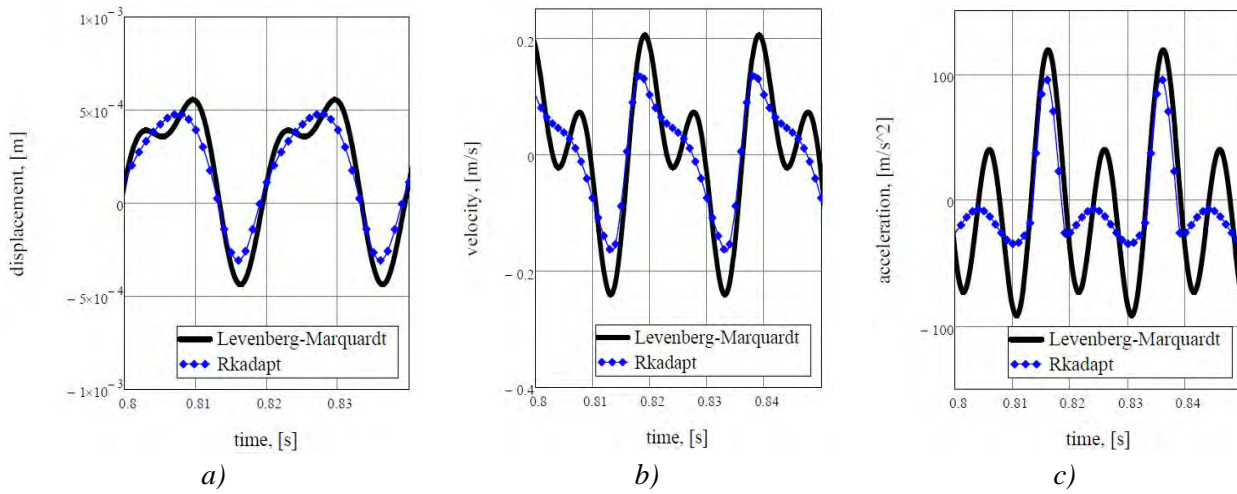 1×10⁻³
5×10⁻⁴
0
− 5×10⁻⁴
− 1×10⁻³
displacement, [m]
Levenberg-Marquardt
Rkadapt
0.8 0.81 0.82 0.83
time, [s]
a)
0.2
0
− 0.2
− 0.4
velocity, [m/s]
Levenberg-Marquardt
Rkadapt
0.8 0.81 0.82 0.83 0.84
time, [s]
b)
100
0
− 100
acceleration, [m/s^2]
Levenberg-Marquardt
Rkadapt
0.8 0.81 0.82 0.83 0.84
time, [s]
c)